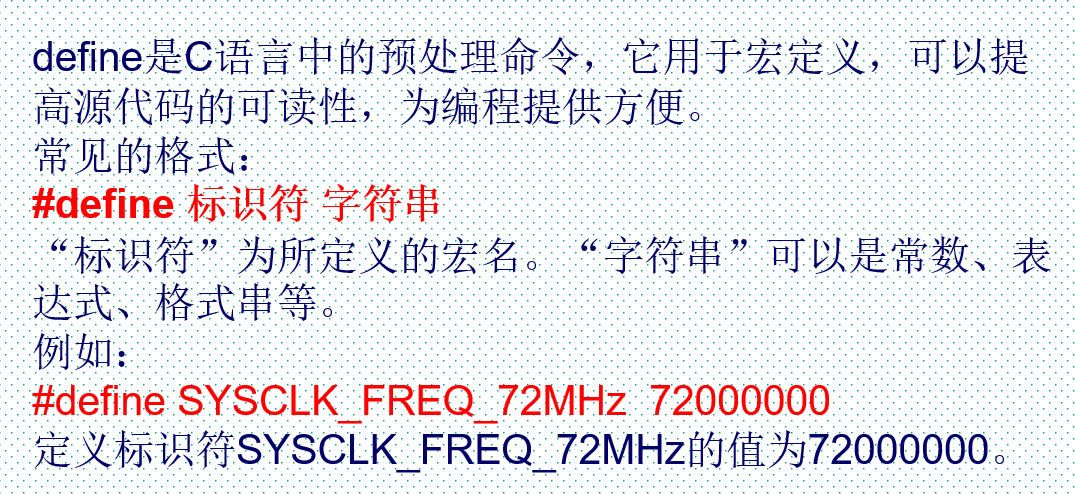 define是C语言中的预处理命令，它用于宏定义，可以提
高源代码的可读性，为编程提供方便。
常见的格式：
#define 标识符 字符串
“标识符”为所定义的宏名。“字符串”可以是常数、表
达式、格式串等。
例如：
#define SYSCLK_FREQ_72MHz  72000000
定义标识符SYSCLK_FREQ_72MHz的值为72000000。